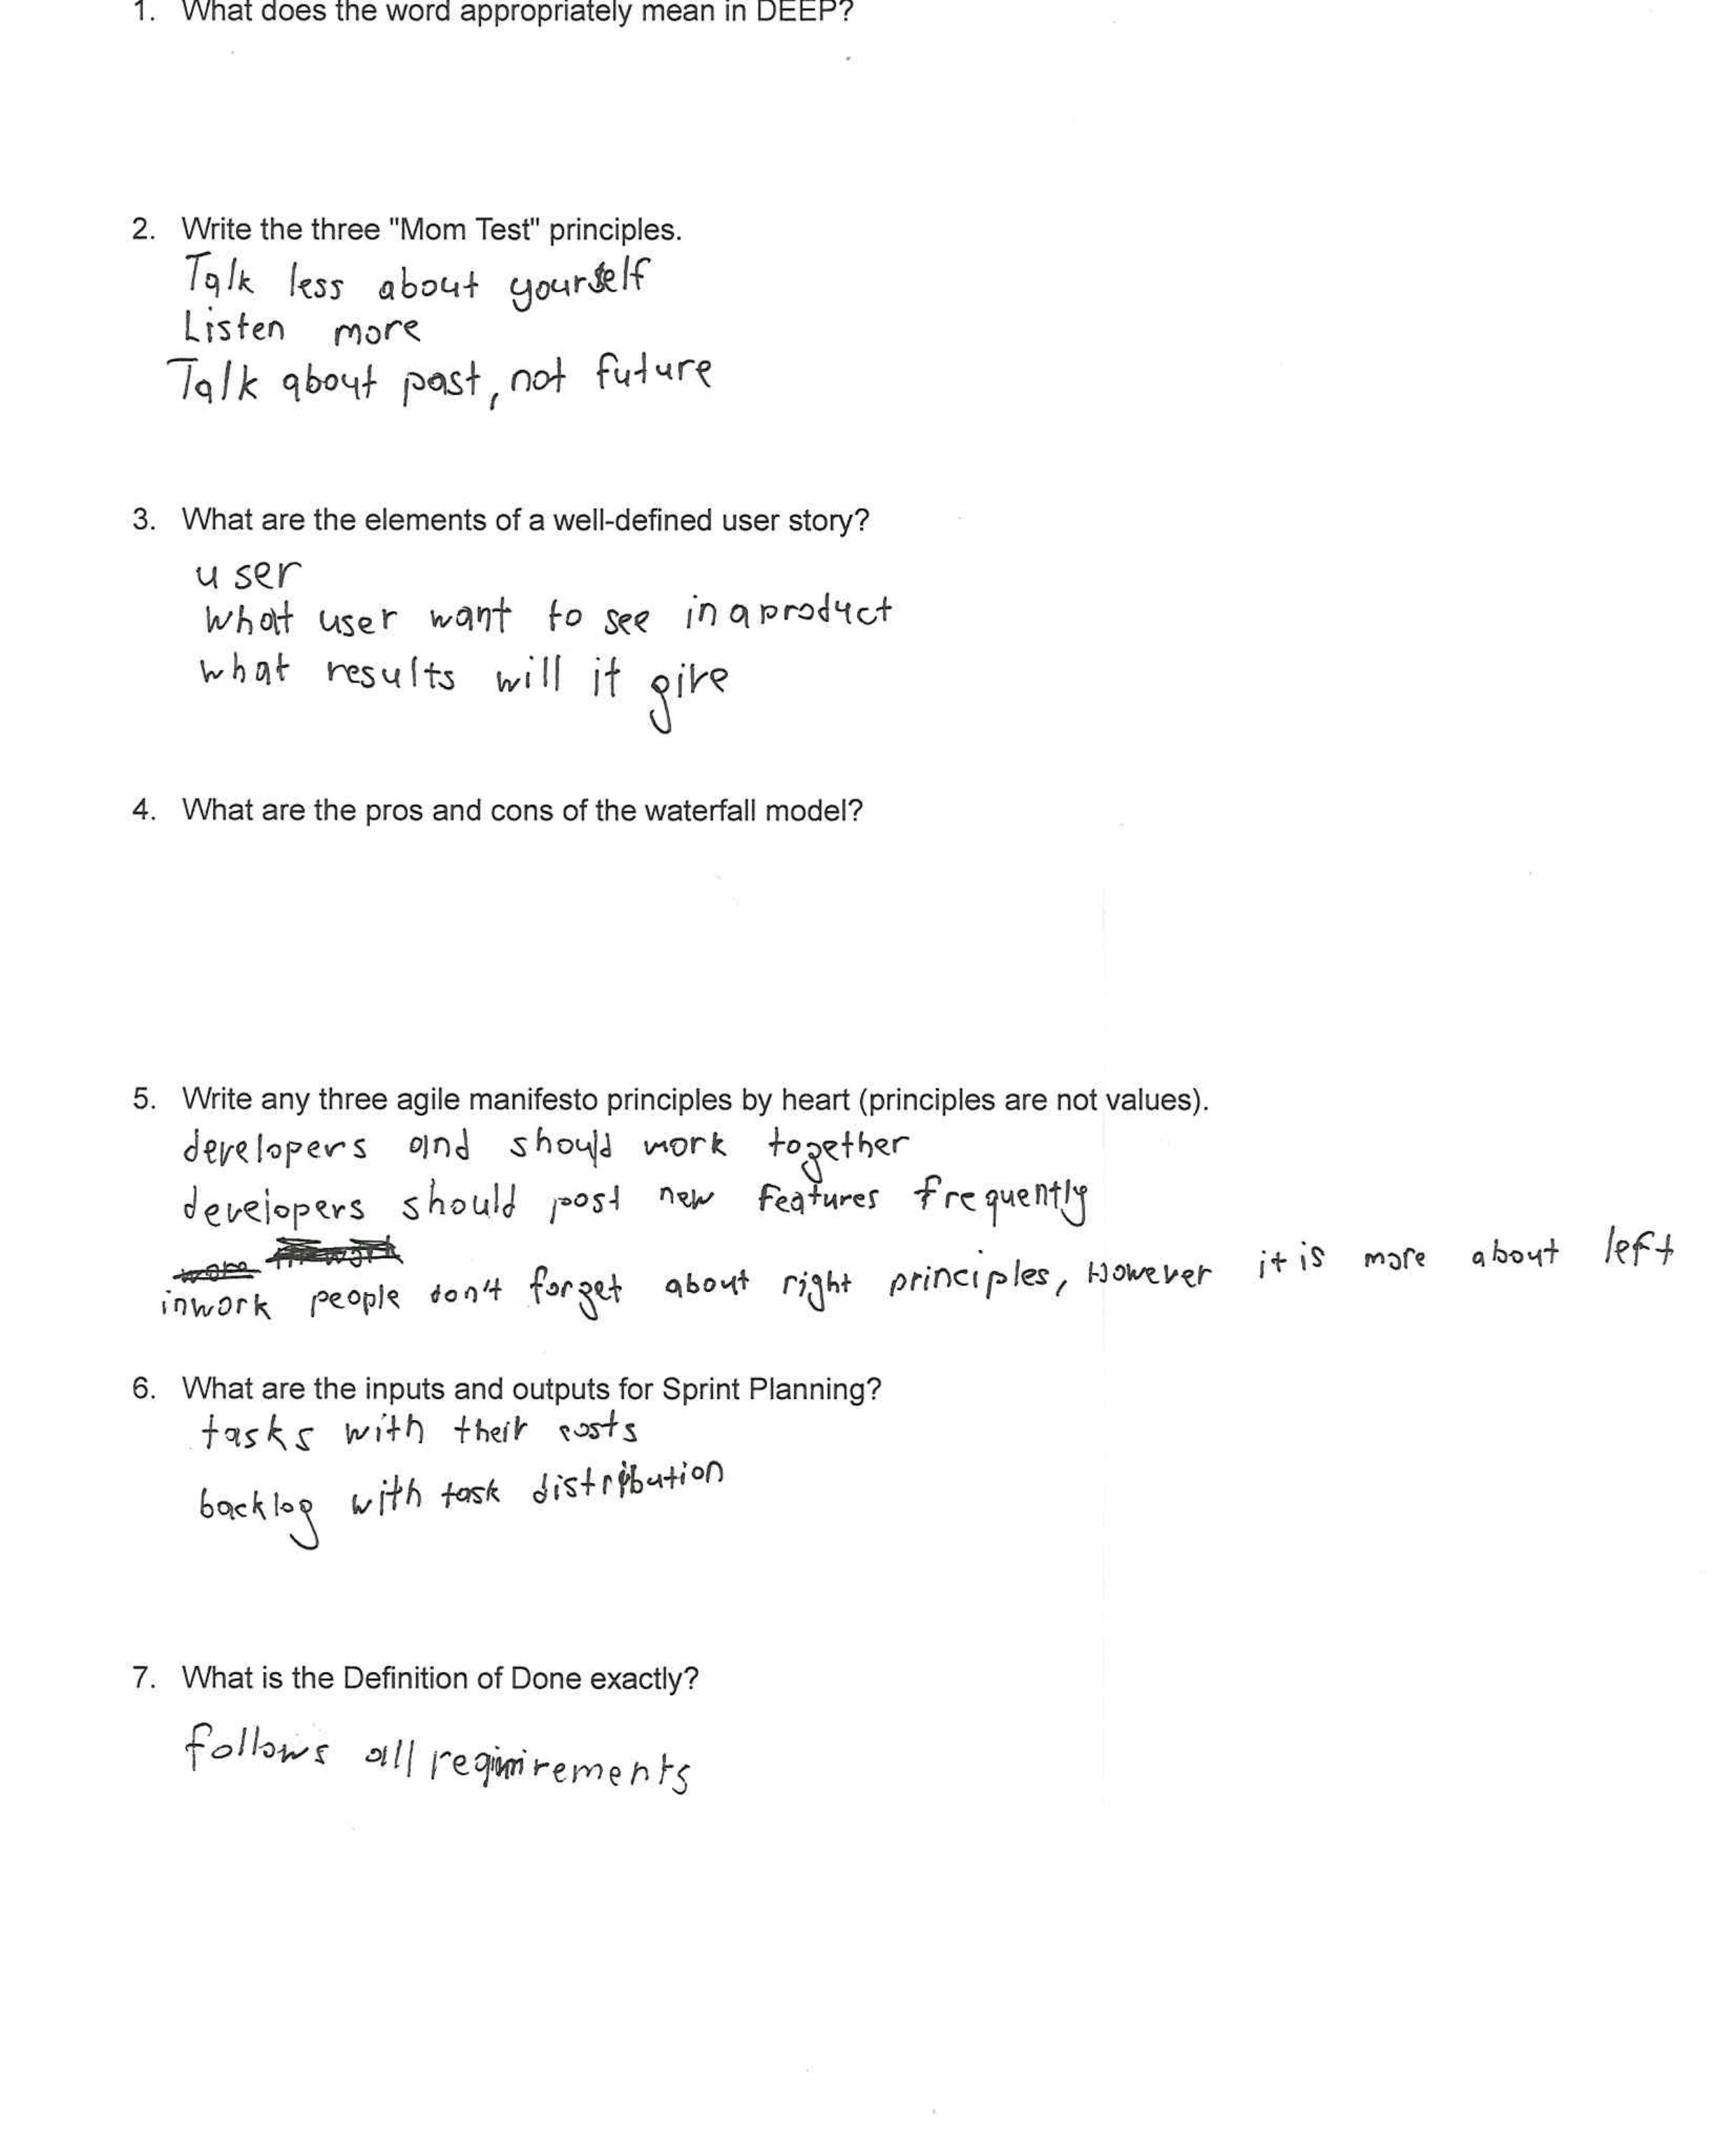 1. What does the word appropriately mean in DEEP?
2. Write the three "Mom Test" principles.
Talk less about yourself
Listen more
Talk about past, not future
3. What are the elements of a well-defined user story?
user
what user want to see in a product
what results will it give
4. What are the pros and cons of the waterfall model?
5. Write any three agile manifesto principles by heart (principles are not values).
developers and should work together
developers should post new features frequently
inwork people don't forget about right principles, However it is more about left
6. What are the inputs and outputs for Sprint Planning?
tasks with their costs
backlog with task distribution
7. What is the Definition of Done exactly?
follows all